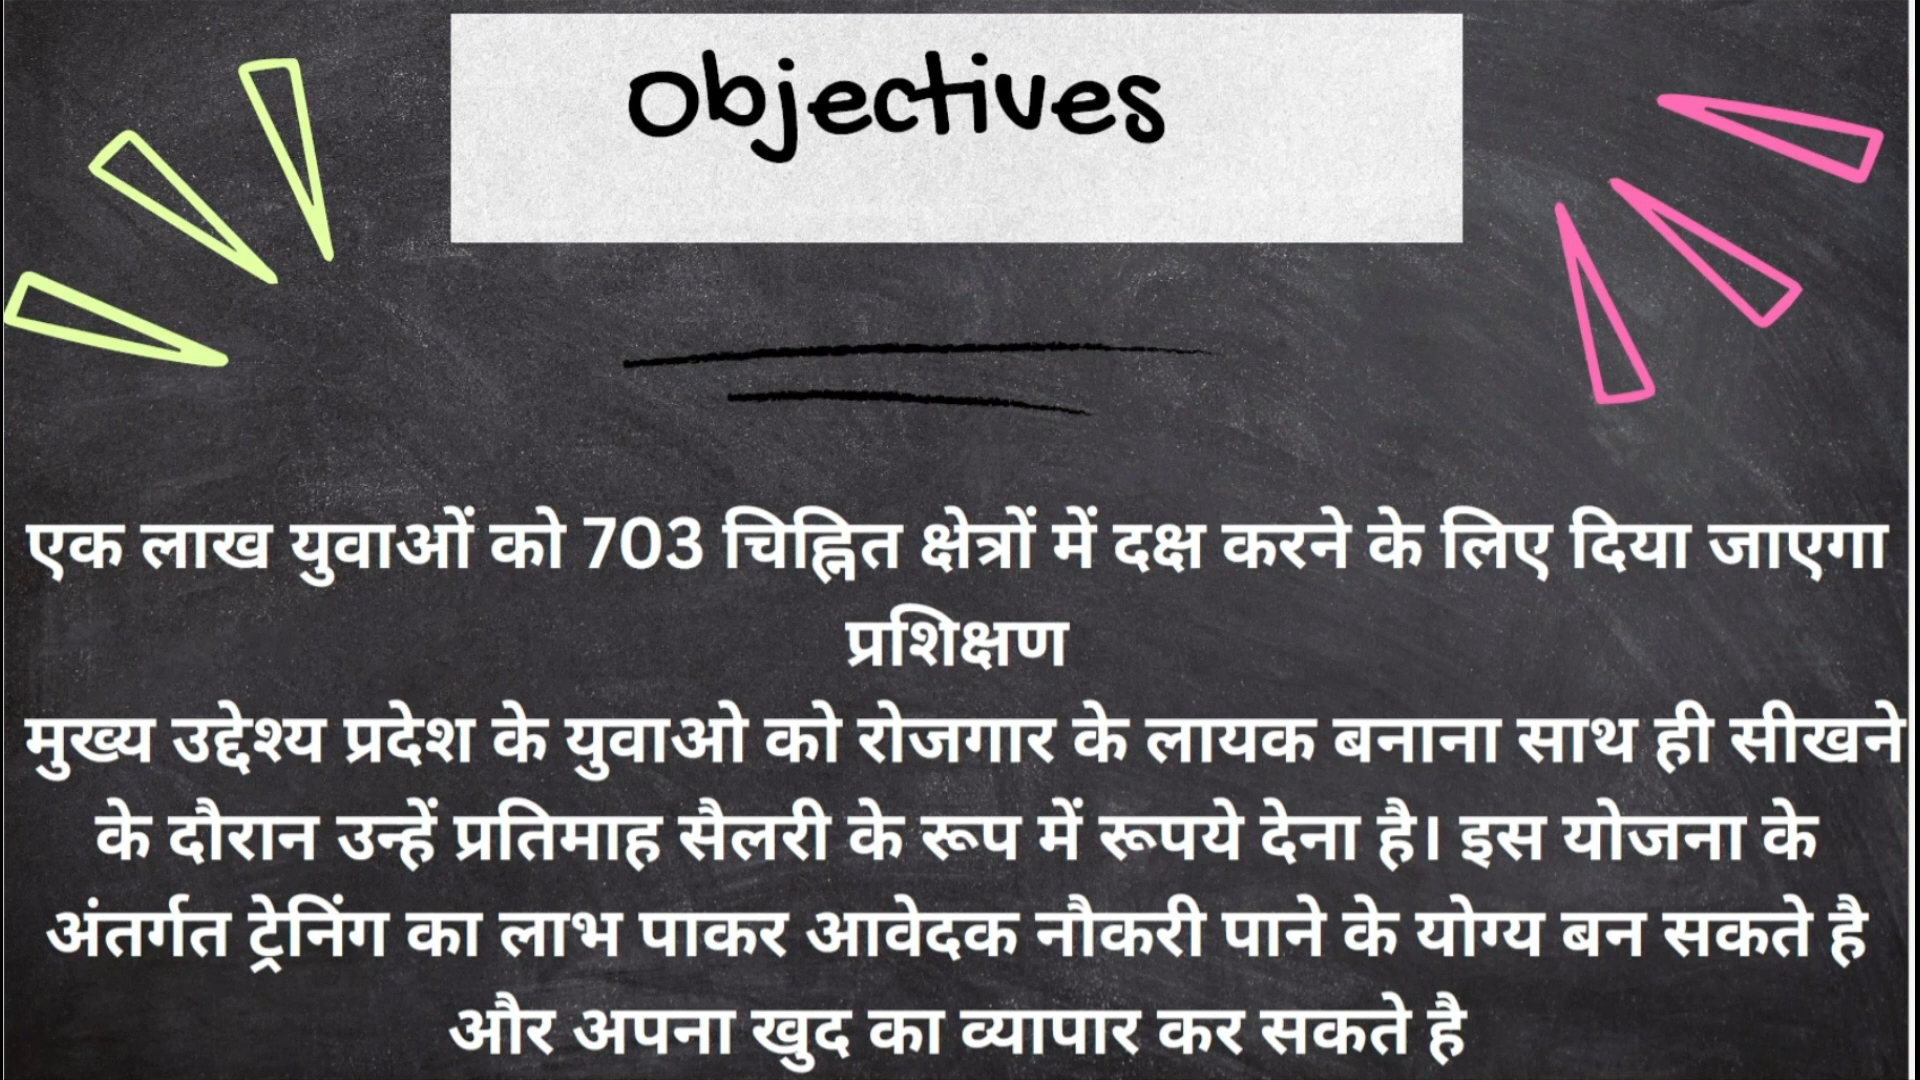 Objectives
एक लाख युवाओं को 703 चिह्नित क्षेत्रों में दक्ष करने के लिए दिया जाएगा
प्रशिक्षण
मुख्य उद्देश्य प्रदेश के युवाओ को रोजगार के लायक बनाना साथ ही सीखने
के दौरान उन्हें प्रतिमाह सैलरी के रूप में रूपये देना है। इस योजना के
अंतर्गत ट्रेनिंग का लाभ पाकर आवेदक नौकरी पाने के योग्य बन सकते है
और अपना खुद का व्यापार कर सकते है